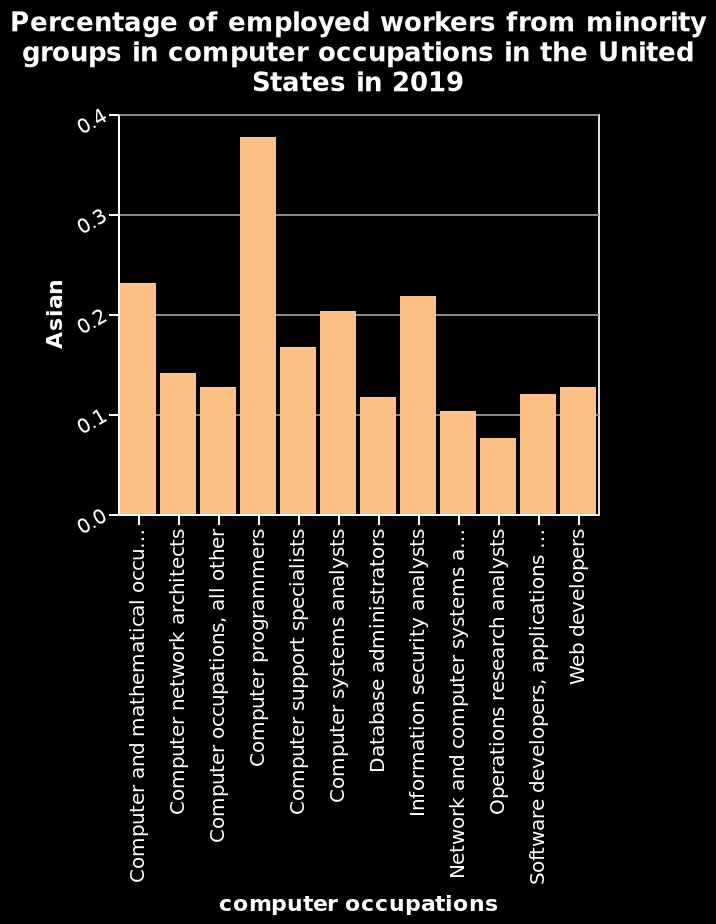 Percentage of employed workers from minority
groups in computer occupations in the United
States in 2019
0.4
0.3
0.2
0.1
0.0
Asian
Computer and mathematical occu...
Computer network architects
Computer occupations, all other
Computer programmers
Computer support specialists
Computer systems analysts
Database administrators
Information security analysts
Network and computer systems a...
Operations research analysts
Software developers, applications ...
Web developers
computer occupations